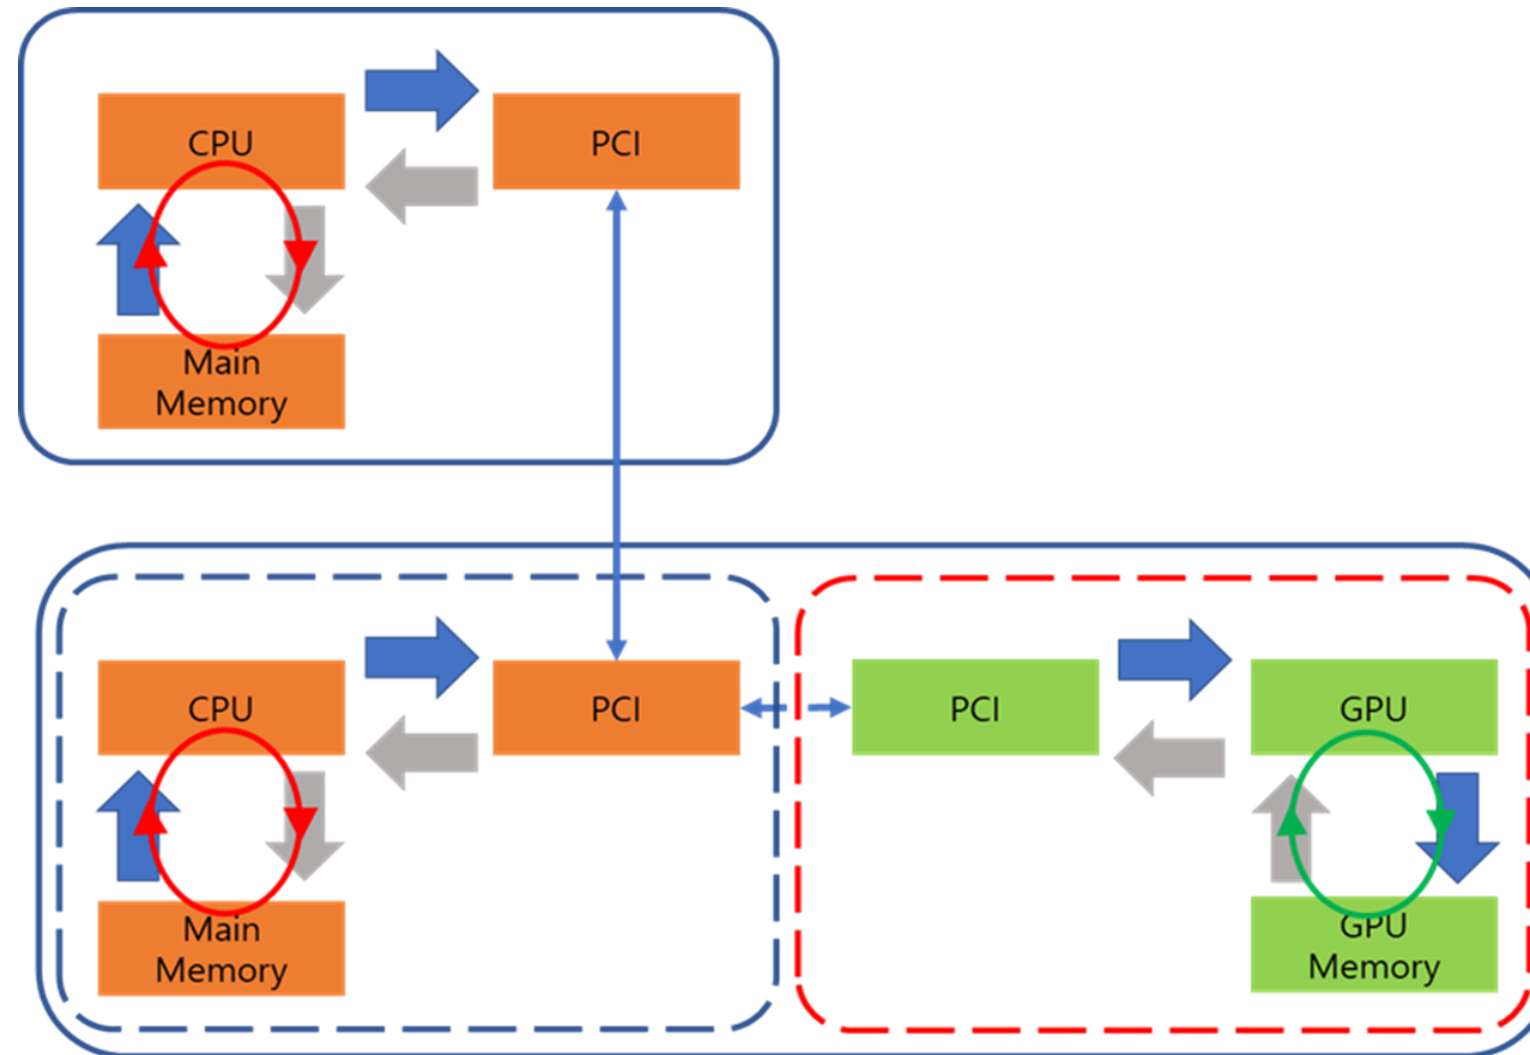 CPU
PCI
Main
Memory
CPU
PCI
PCI
GPU
Main
Memory
GPU
Memory